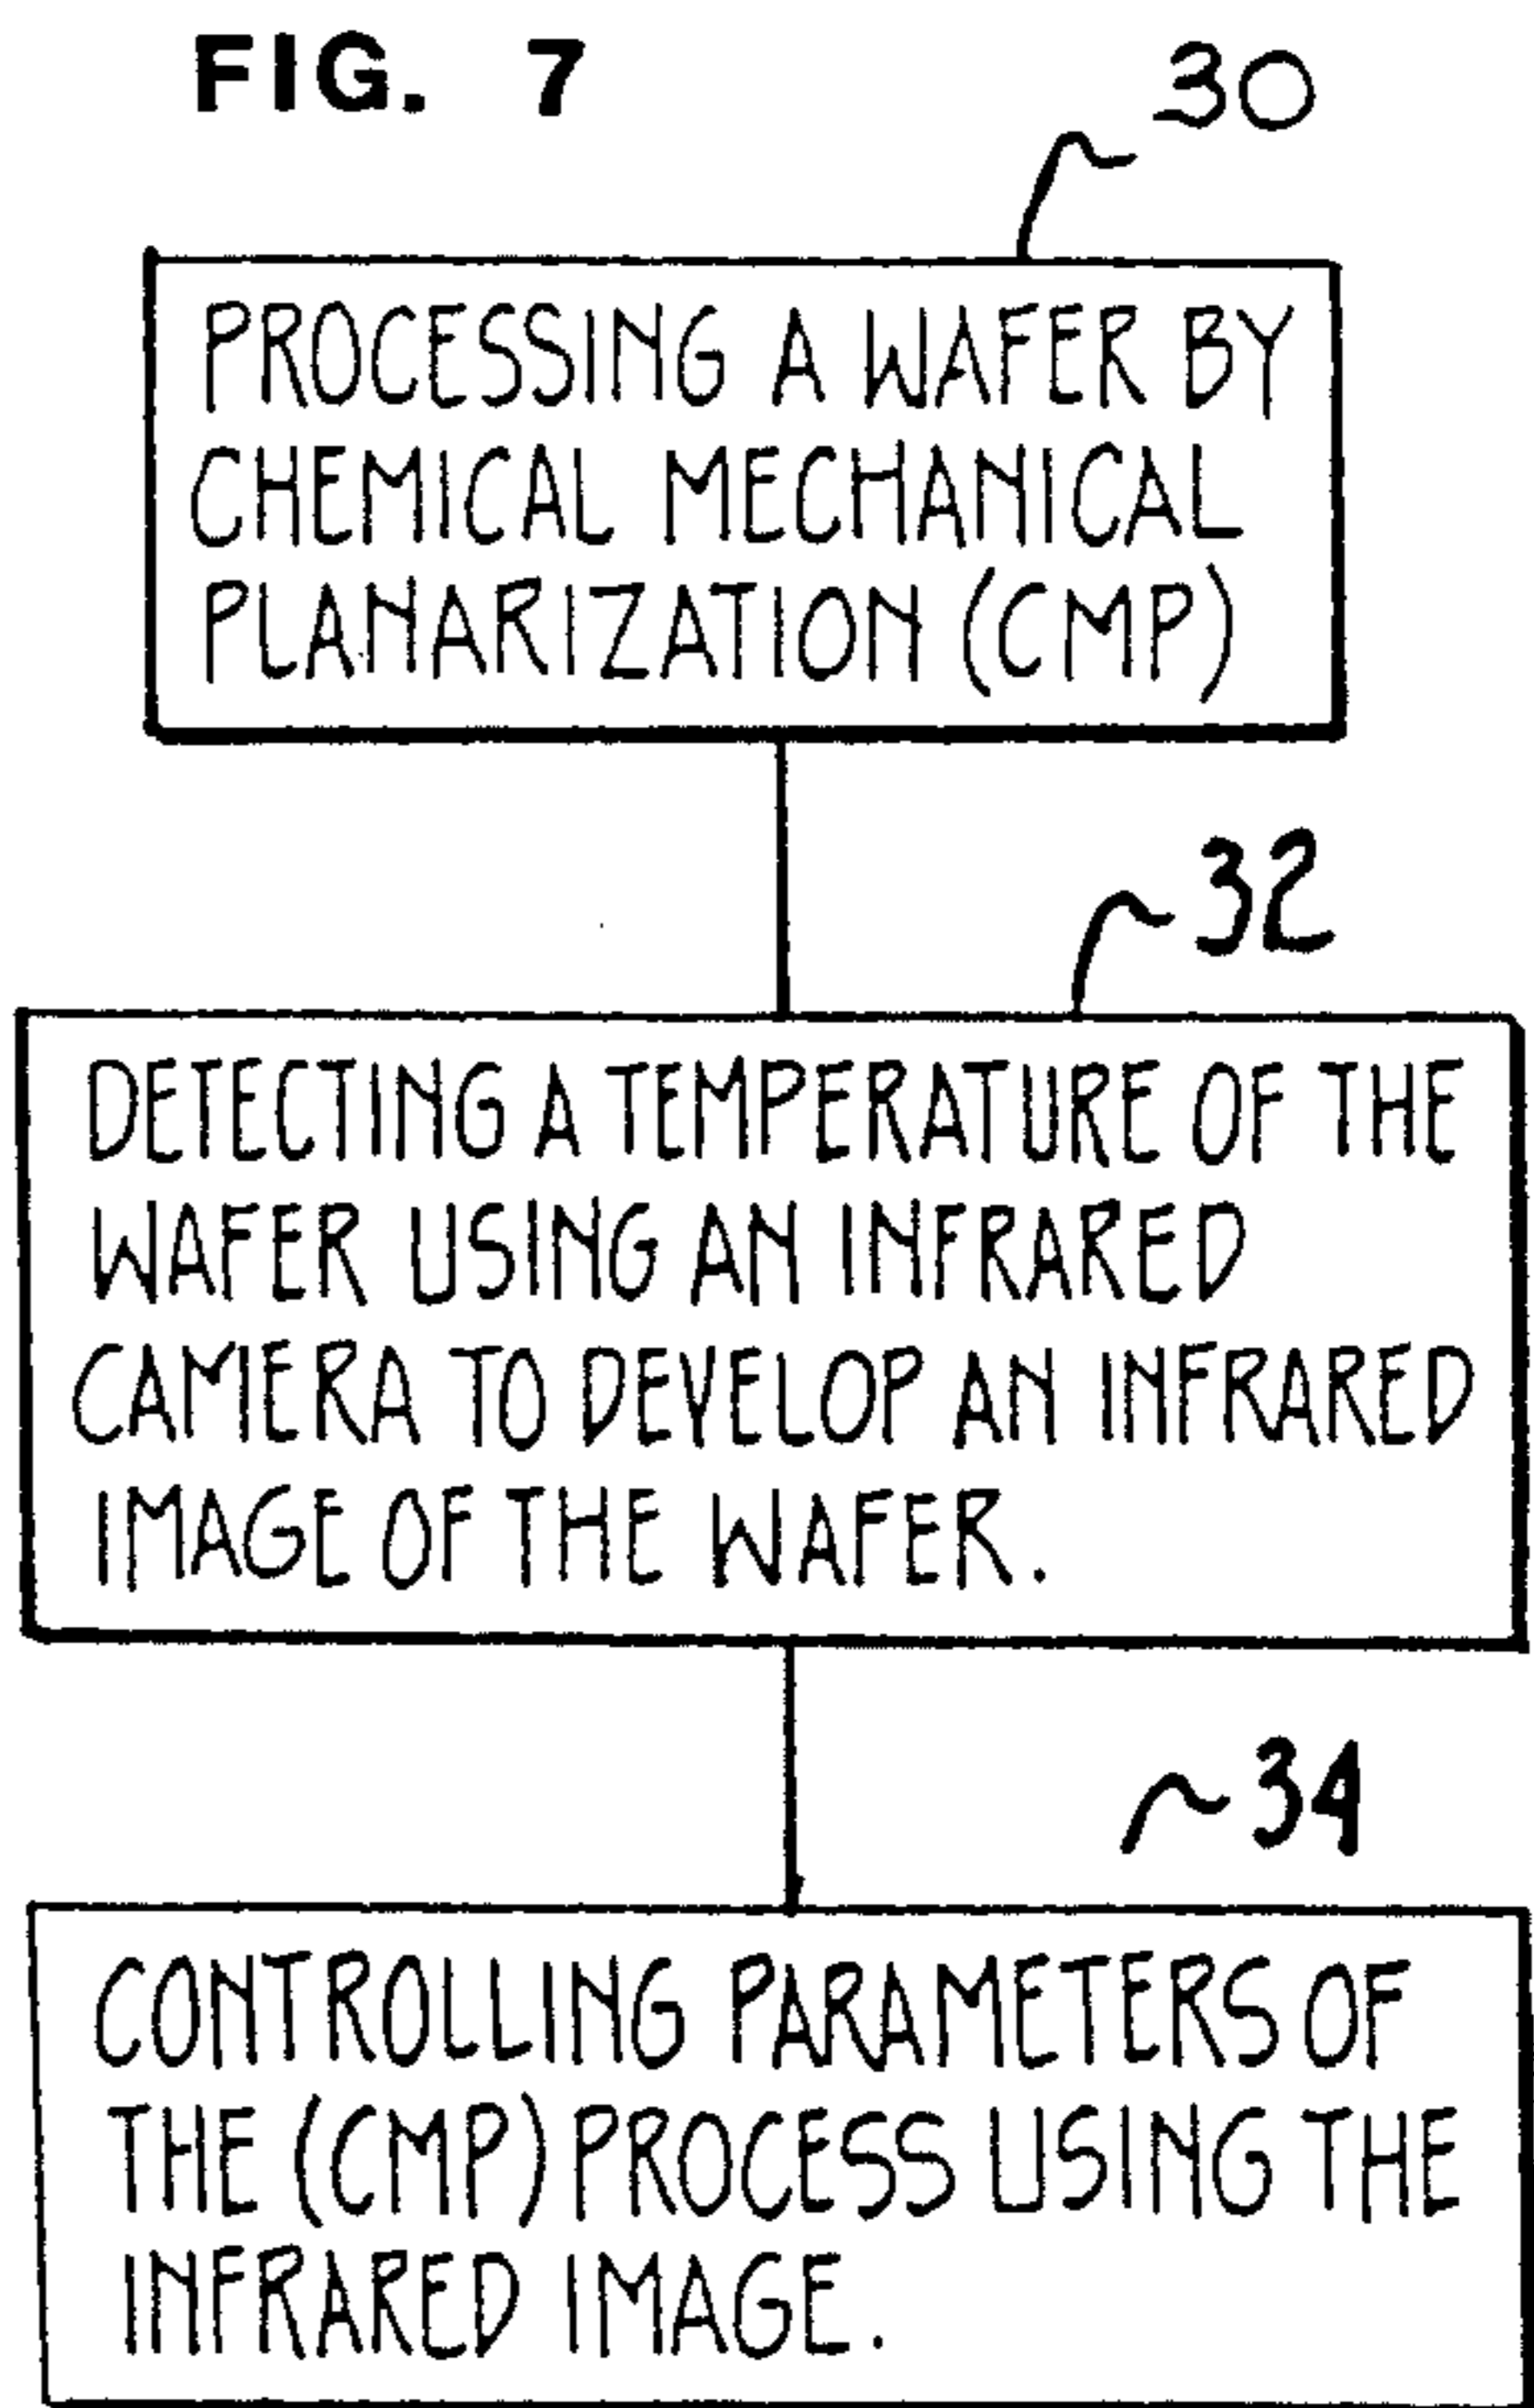 FIG. 7
30
PROCESSING A WAFER BY
CHEMICAL MECHANICAL
PLANARIZATION (CMP)
32
DETECTING A TEMPERATURE OF THE
WAFER USING AN INFRARED
CAMERA TO DEVELOP AN INFRARED
IMAGE OF THE WAFER.
34
CONTROLLING PARAMETERS OF
THE (CMP) PROCESS USING THE
INFRARED IMAGE.